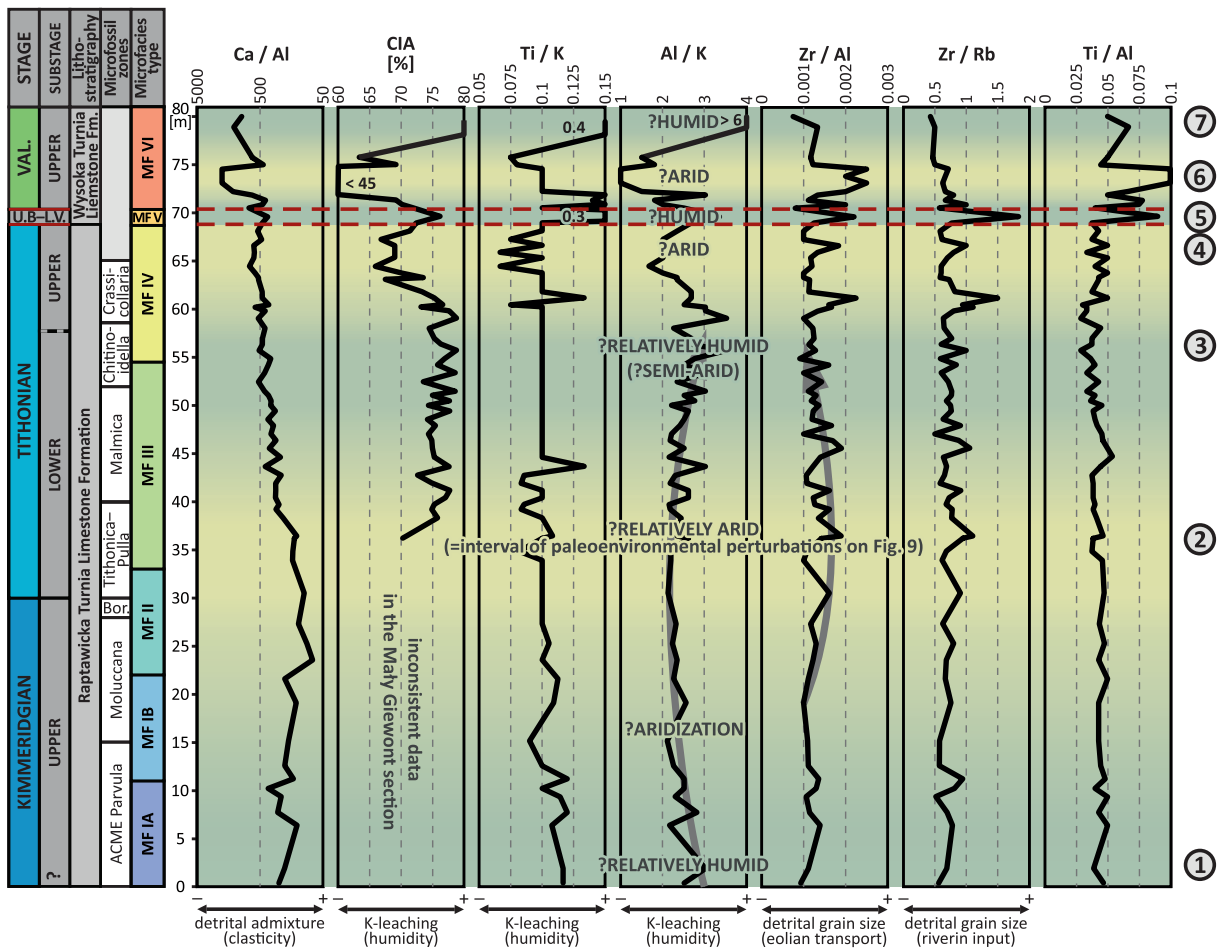 STAGE
SUBSTAGE
Litho-
stratigraphy
Microfossil
zones
Microfacies
type
Ca / Al
CIA
[%]
Ti / K
Al / K
Zr / Al
Zr / Rb
Ti / Al
5000
500
50
60
65
70
75
80
0.05
0.075
0.1
0.125
0.15
1
2
3
4
0
0.001
0.002
0.003
0
0.5
1
1.5
2
0
0.025
0.05
0.075
0.1
80
[m]
75
70
65
60
55
50
45
40
35
30
25
20
15
10
5
0
VAL.
U.B–L.V.
TITHONIAN
KIMMERIDGIAN
UPPER
UPPER
LOWER
UPPER
?
Wysoka Turnia
Liemstone Fm.
Raptawicka Turnia Limestone Formation
Crassi-
collaria
Chitino-
idella
Malmica
Tithonica–
Pulla
Bor.
Moluccana
ACME Parvula
MF VI
MF V
MF IV
MF III
MF II
MF IB
MF IA
< 45
0.4
0.3
?HUMID > 6
?ARID
?HUMID
?ARID
?RELATIVELY HUMID
(?SEMI-ARID)
?RELATIVELY ARID
(=interval of paleoenvironmental perturbations on Fig. 9)
?ARIDIZATION
?RELATIVELY HUMID
inconsistent data
in the Mały Giewont section
7
6
5
4
3
2
1
– +
detrital admixture
(clasticity)
– +
K-leaching
(humidity)
– +
K-leaching
(humidity)
– +
K-leaching
(humidity)
– +
detrital grain size
(eolian transport)
– +
detrital grain size
(riverin input)
– +
detrital grain size